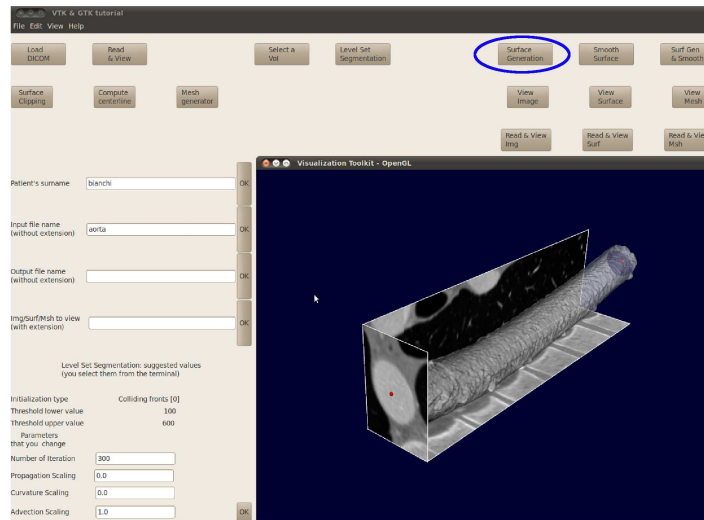 VTK & GTK tutorial
File Edit View Help
Load
DICOM
Read
& View
Select a
Vol
Level Set
Segmentation
Surface
Generation
Smooth
Surface
Surf Gen
& Smooth
Surface
Clipping
Compute
centerline
Mesh
generator
View
Image
View
Surface
View
Mesh
Read & View
Img
Read & View
Surf
Read & Vie
Msh
Visualization Toolkit - OpenGL
Patient's surname bianchi OK
Input file name
(without extension) aorta OK
Output file name
(without extension) OK
Img/Surf/Msh to view
(with extension) OK
Level Set Segmentation: suggested values
(you select them from the terminal)
Initialization type Colliding fronts [0]
Threshold lower value 100
Threshold upper value 600
Parameters
that you change
Number of Iteration 300
Propagation Scaling 0.0
Curvature Scaling 0.0
Advection Scaling 1.0 OK